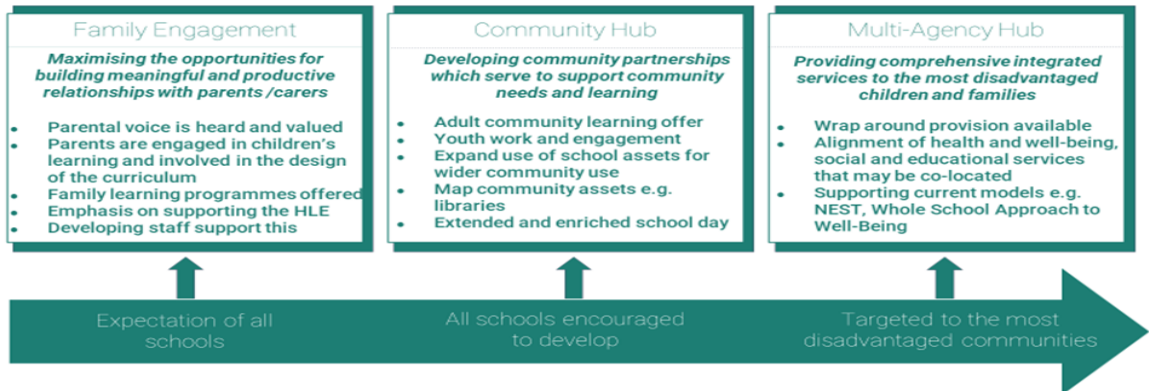 Family Engagement
Maximising the opportunities for
building meaningful and productive
relationships with parents /carers
• Parental voice is heard and valued
• Parents are engaged in children's
learning and involved in the design
of the curriculum
• Family learning programmes offered
• Emphasis on supporting the HLE
• Developing staff support this
Community Hub
Developing community partnerships
which serve to support community
needs and learning
• Adult community learning offer
• Youth work and engagement
• Expand use of school assets for
wider community use
• Map community assets e.g.
libraries
• Extended and enriched school day
Multi-Agency Hub
Providing comprehensive integrated
services to the most disadvantaged
children and families
• Wrap around provision available
• Alignment of health and well-being,
social and educational services
that may be co-located
• Supporting current models e.g.
NEST, Whole School Approach to
Well-Being
Expectation of all
schools
All schools encouraged
to develop
Targeted to the most
disadvantaged communities